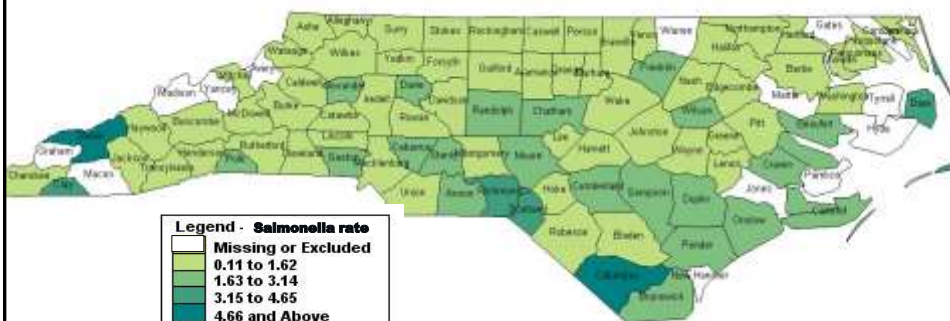 Ashe Alleghany Surry Stokes Rockingham Caswell Person Vance Warren Northampton Gates
Watauga Wilkes Yadkin Forsyth Guilford Halifax Hertford
Avery Caldwell Davie Franklin Nash Bertie
Madison Yancey Iredell Davidson Randolph Chatham Wake Wilson Martin Washington Tyrrell Dare
Haywood Buncombe McDowell Burke Catawba Rowan Johnston Pitt Beaufort Hyde
Graham Jackson Henderson Rutherford Lincoln Lee Harnett Wayne
Cherokee Macon Transylvania Polk Gaston Mecklenburg Montgomery Moore Lenoir Craven
Clay Union Anson Richmond Hoke Cumberland Sampson Duplin Jones Pamlico
Scotland Onslow Carteret
Robeson Bladen Pender
Columbus New Hanover
Brunswick
Legend - Salmonella rate
Missing or Excluded
0.11 to 1.62
1.63 to 3.14
3.15 to 4.65
4.66 and Above